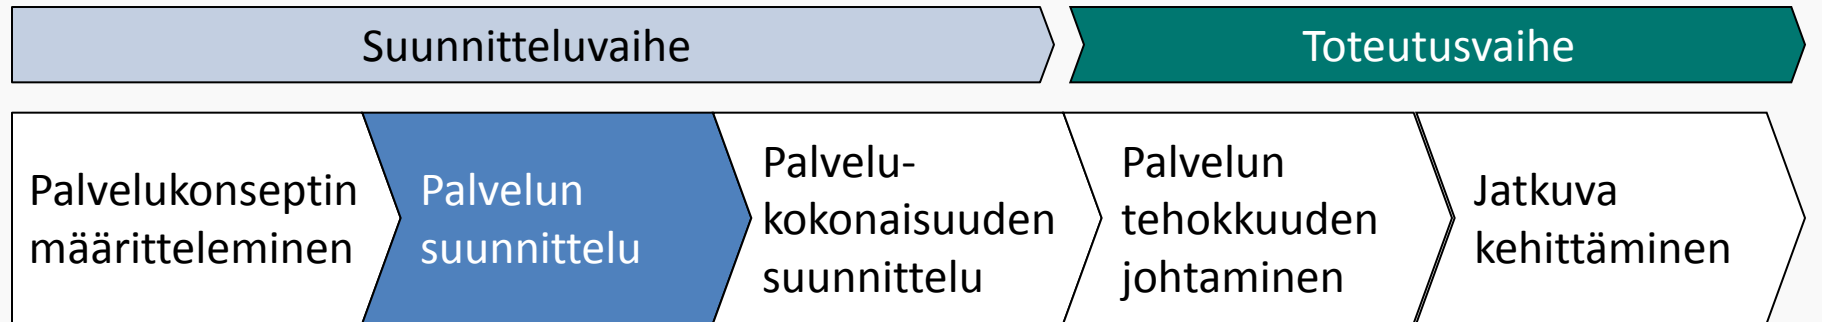 Suunnitteluvaihe
Toteutusvaihe
Palvelukonseptin
määritteleminen
Palvelun
suunnittelu
Palvelu-
kokonaisuuden
suunnittelu
Palvelun
tehokkuuden
johtaminen
Jatkuva
kehittäminen